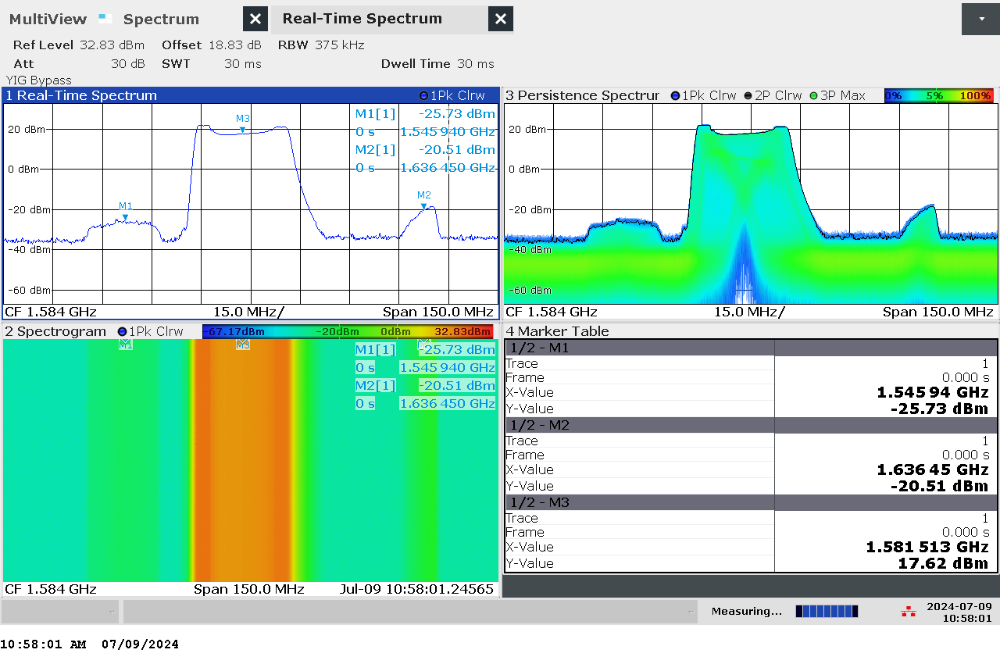 MultiView Spectrum Real-Time Spectrum
Ref Level 32.83 dBm Offset 18.83 dB RBW 375 kHz
Att 30 dB SWT 30 ms Dwell Time 30 ms
YIG Bypass
1 Real-Time Spectrum 1Pk Clrw
M1[1] -25.73 dBm
0 s 1.545 940 GHz
M2[1] -20.51 dBm
0 s 1.636 450 GHz
M3
M2
M1
20 dBm
0 dBm
-20 dBm
-40 dBm
-60 dBm
CF 1.584 GHz 15.0 MHz/ Span 150.0 MHz
3 Persistence Spectrur 1Pk Clrw 2P Clrw 3P Max 0% 5% 100%
20 dBm
0 dBm
-20 dBm
-40 dBm
-60 dBm
CF 1.584 GHz 15.0 MHz/ Span 150.0 MHz
2 Spectrogram 1Pk Clrw -67.17dBm -20dBm 0dBm 32.83dBm
M1 M3
M1[1] -25.73 dBm
0 s 1.545 940 GHz
M2[1] -20.51 dBm
0 s 1.636 450 GHz
CF 1.584 GHz Span 150.0 MHz Jul-09 10:58:01.24565
4 Marker Table
1/2 - M1
Trace 1
Frame 0.000 s
X-Value 1.545 94 GHz
Y-Value -25.73 dBm
1/2 - M2
Trace 1
Frame 0.000 s
X-Value 1.636 45 GHz
Y-Value -20.51 dBm
1/2 - M3
Trace 1
Frame 0.000 s
X-Value 1.581 513 GHz
Y-Value 17.62 dBm
Measuring... 2024-07-09
10:58:01
10:58:01 AM 07/09/2024